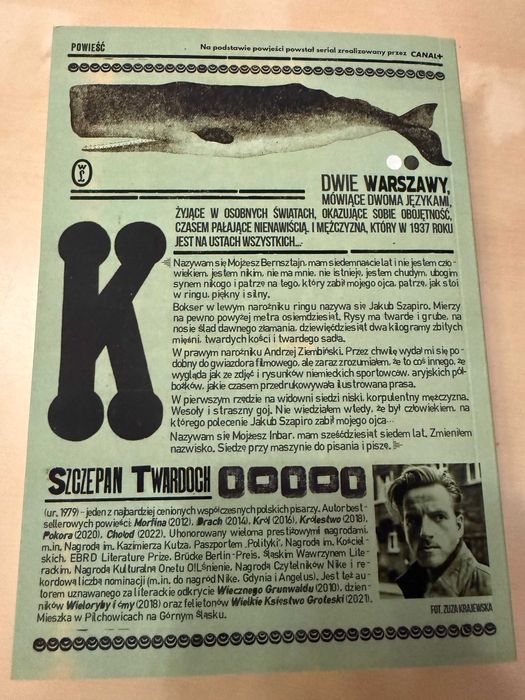 POWIEŚĆ
Na podstawie powieści powstał serial zrealizowany przez CANAL+
W
L
DWIE WARSZAWY,
MÓWIĄCE DWOMA JĘZYKAMI,
ŻYJĄCE W OSOBNYCH ŚWIATACH, OKAZUJĄCE SOBIE OBOJĘTNOŚĆ,
CZASEM PAŁAJĄCE NIENAWIŚCIĄ. I MĘŻCZYZNA, KTÓRY W 1937 ROKU
JEST NA USTACH WSZYSTKICH...
K
Nazywam się Mojżesz Bernsztajn, mam siedemnaście lat i nie jestem czło-
wiekiem, jestem nikim, nie ma mnie, nie istnieję, jestem chudym, ubogim
synem nikogo i patrzę na tego, który zabił mojego ojca, patrzę, jak stoi
w ringu, piękny i silny.
Bokser w lewym narożniku ringu nazywa się Jakub Szapiro. Mierzy
na pewno powyżej metra osiemdziesiąt. Rysy ma twarde i grube, na
nosie ślad dawnego złamania, dziewięćdziesiąt dwa kilogramy zbitych
mięśni, twardych kości i twardego sadła.
W prawym narożniku Andrzej Ziembiński. Przez chwilę wydał mi się po-
dobny do gwiazdora filmowego, ale zaraz zrozumiałem, że to coś innego, że
wygląda jak ze zdjęć i rysunków niemieckich sportowców, aryjskich pół-
bożków, jakie czasem przedrukowywała ilustrowana prasa.
W pierwszym rzędzie na widowni siedzi niski, korpulentny mężczyzna.
Wesoły i straszny goj. Nie wiedziałem wtedy, że był człowiekiem, na
którego polecenie Jakub Szapiro zabił mojego ojca...
Nazywam się Mojżesz Inbar, mam sześćdziesiąt siedem lat. Zmieniłem
nazwisko. Siedzę przy maszynie do pisania i piszę.
SZCZEPAN TWARDOCH
(ur. 1979) – jeden z najbardziej cenionych współczesnych polskich pisarzy. Autor best-
sellerowych powieści: Morfina (2012), Drach (2014), Król (2016), Królestwo (2018),
Pokora (2020), Chołod (2022). Uhonorowany wieloma prestiżowymi nagrodami,
m.in. Nagrodą im. Kazimierza Kutza, Paszportem „Polityki”, Nagrodą im. Kościel-
skich, EBRD Literature Prize, Brücke Berlin-Preis, Śląskim Wawrzynem Lite-
rackim, Nagrodą Kulturalną Onetu O!Lśnienie, Nagrodą Czytelników Nike i re-
kordową liczbą nominacji (m.in. do nagród Nike, Gdynia i Angelus). Jest też au-
torem uznawanego za literackie odkrycie Wiecznego Grunwaldu (2010), dzien-
ników Wieloryby i ćmy (2018) oraz felietonów Wielkie Księstwo Groteski (2021).
Mieszka w Pilchowicach na Górnym Śląsku.
FOT. ZUZA KRAJEWSKA